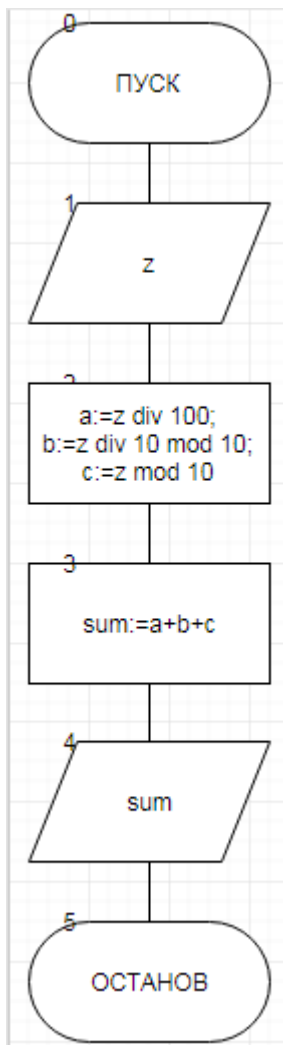 0
ПУСК
1
z
2
a:=z div 100;
b:=z div 10 mod 10;
c:=z mod 10
3
sum:=a+b+c
4
sum
5
ОСТАНОВ